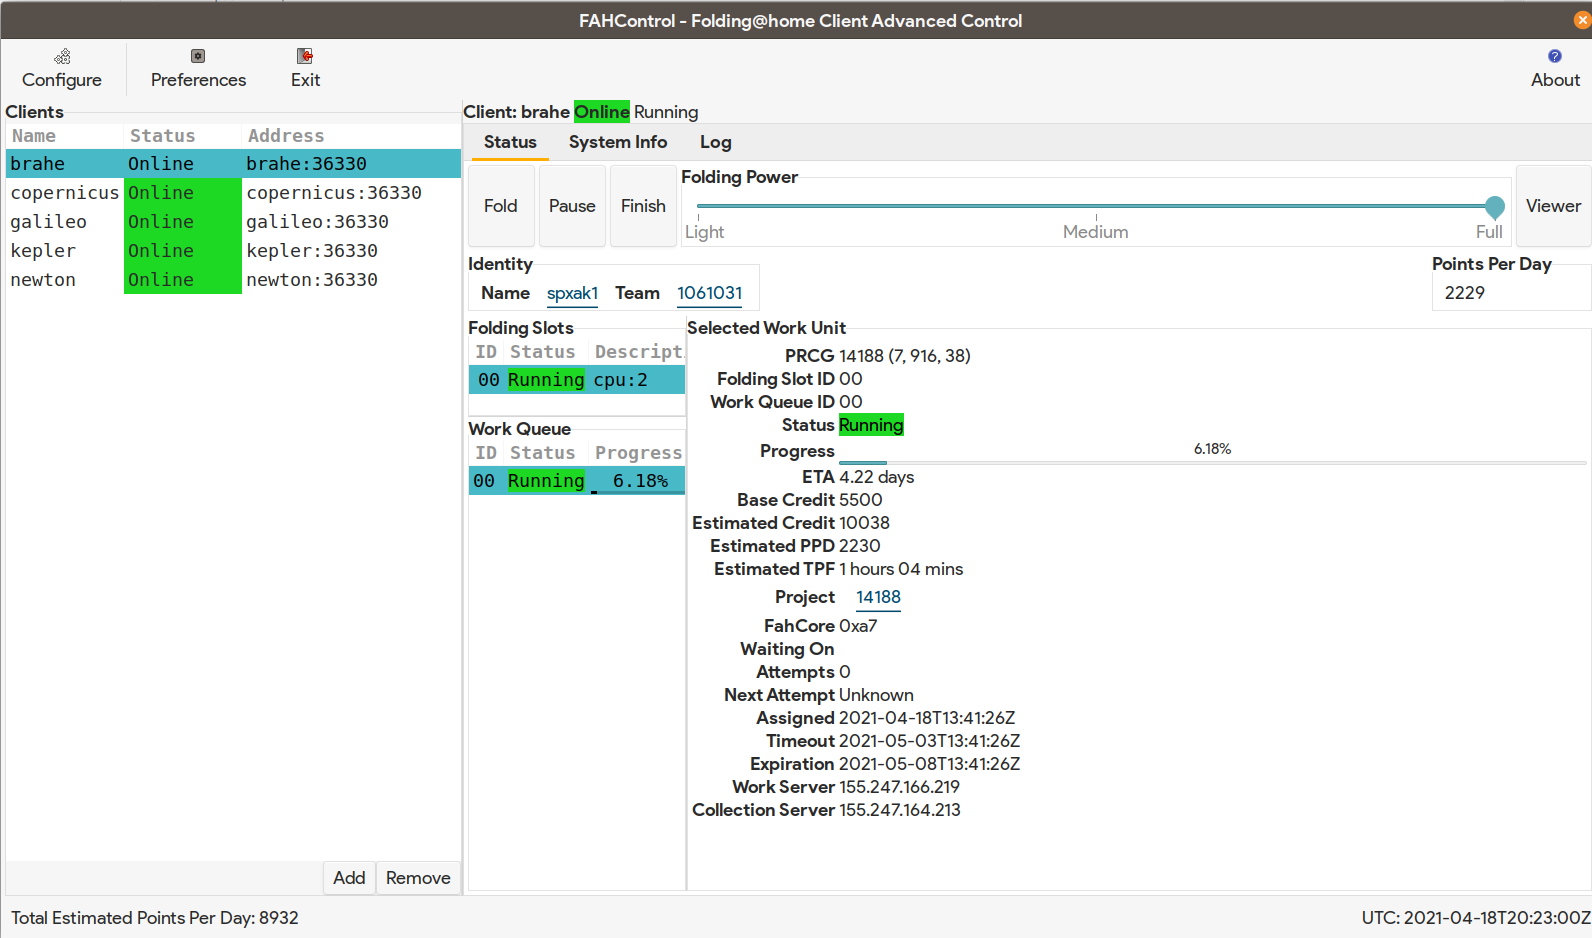 FAHControl - Folding@home Client Advanced Control
Configure Preferences Exit About
Clients
Name Status Address
brahe Online brahe:36330
copernicus Online copernicus:36330
galileo Online galileo:36330
kepler Online kepler:36330
newton Online newton:36330
Add Remove
Client: brahe Online Running
Status System Info Log
Fold Pause Finish
Folding Power
Light Medium Full
Viewer
Identity
Name spxak1 Team 1061031
Points Per Day
2229
Folding Slots
ID Status Descript
00 Running cpu:2
Work Queue
ID Status Progress
00 Running 6.18%
Selected Work Unit
PRCG 14188 (7, 916, 38)
Folding Slot ID 00
Work Queue ID 00
Status Running
Progress 6.18%
ETA 4.22 days
Base Credit 5500
Estimated Credit 10038
Estimated PPD 2230
Estimated TPF 1 hours 04 mins
Project 14188
FahCore 0xa7
Waiting On
Attempts 0
Next Attempt Unknown
Assigned 2021-04-18T13:41:26Z
Timeout 2021-05-03T13:41:26Z
Expiration 2021-05-08T13:41:26Z
Work Server 155.247.166.219
Collection Server 155.247.164.213
Total Estimated Points Per Day: 8932
UTC: 2021-04-18T20:23:00Z